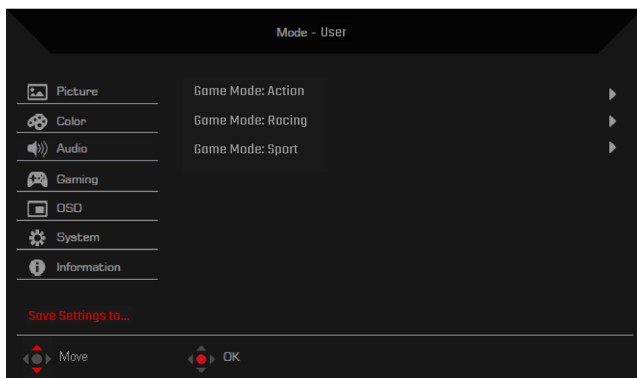 Mode - User
Picture
Game Mode: Action
Color
Game Mode: Racing
Audio
Game Mode: Sport
Gaming
OSD
System
Information
Save Settings to...
Move
OK